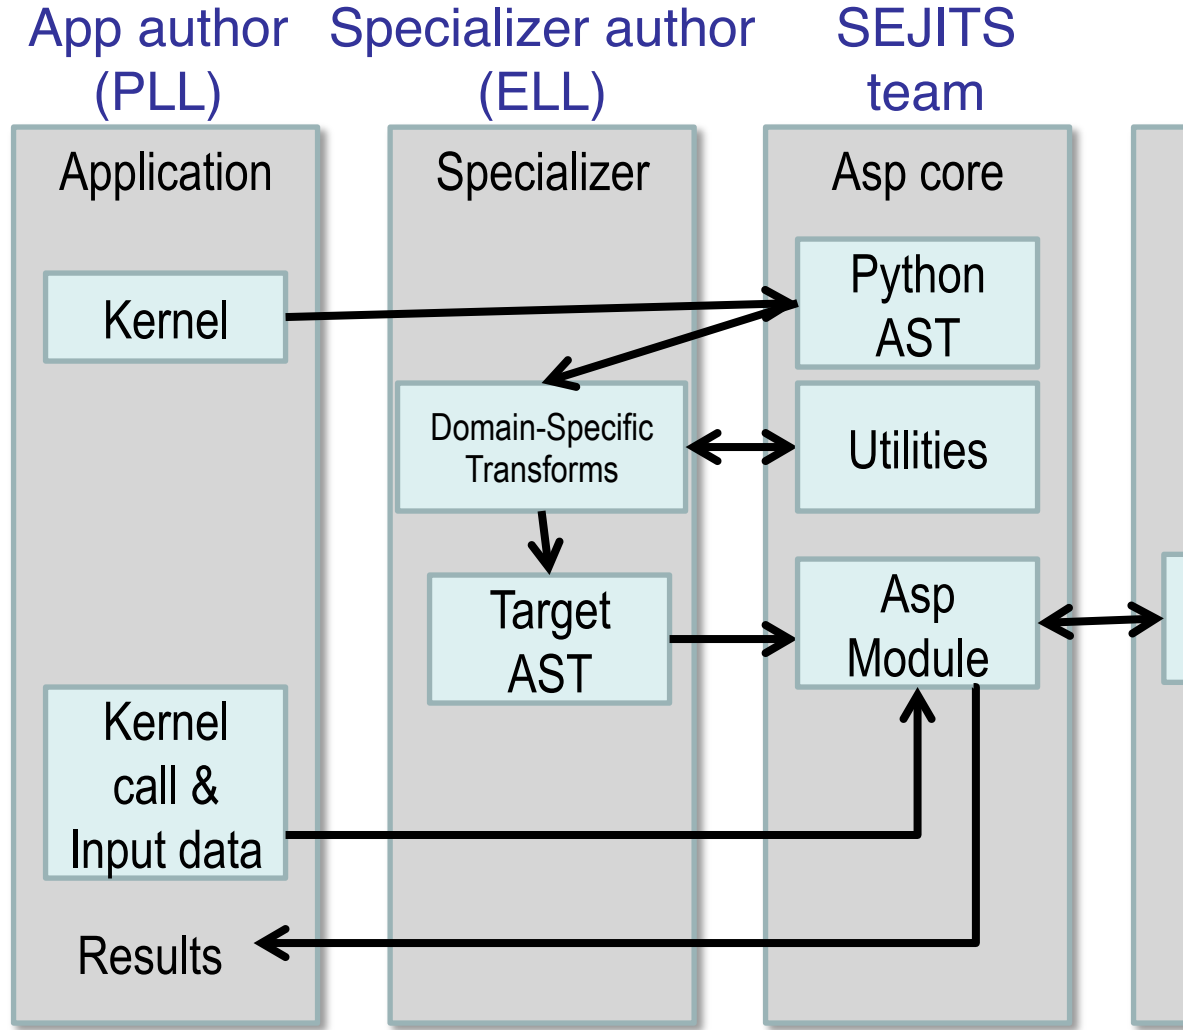 App author
(PLL)
Specializer author
(ELL)
SEJITS
team
Application
Kernel
Kernel
call &
Input data
Results
Specializer
Domain-Specific
Transforms
Target
AST
Asp core
Python
AST
Utilities
Asp
Module